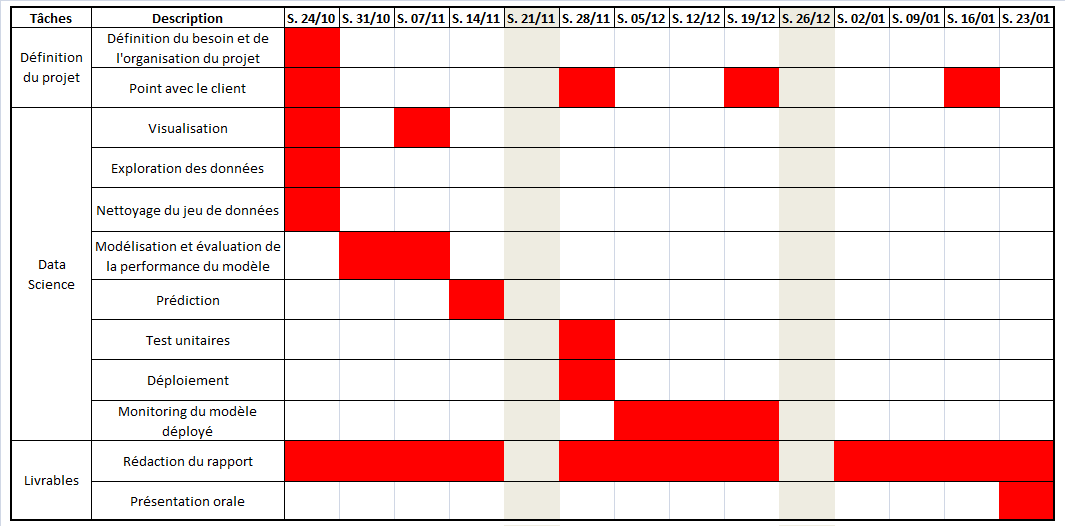 Tâches Description S. 24/10 S. 31/10 S. 07/11 S. 14/11 S. 21/11 S. 28/11 S. 05/12 S. 12/12 S. 19/12 S. 26/12 S. 02/01 S. 09/01 S. 16/01 S. 23/01
Définition
du projet
Définition du besoin et de
l'organisation du projet
Point avec le client
Data
Science
Visualisation
Exploration des données
Nettoyage du jeu de données
Modélisation et évaluation de
la performance du modèle
Prédiction
Test unitaires
Déploiement
Monitoring du modèle
déployé
Livrables
Rédaction du rapport
Présentation orale